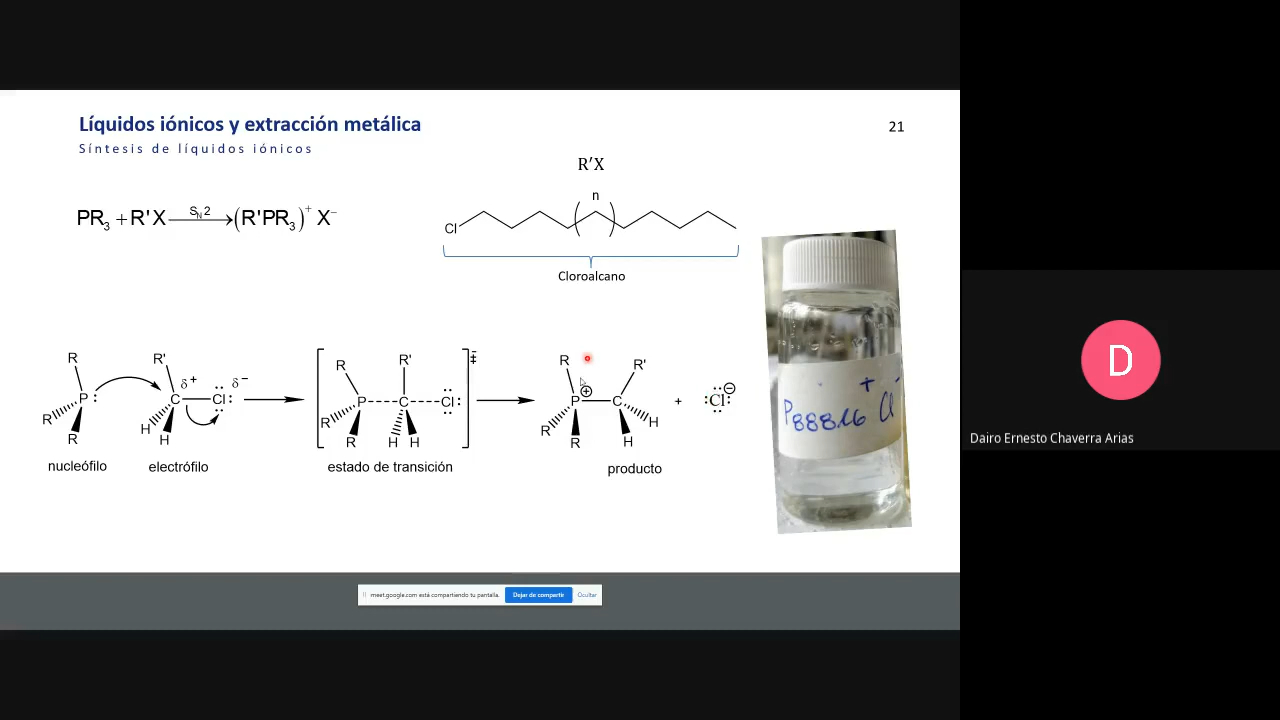 Líquidos iónicos y extracción metálica
21
Síntesis de líquidos iónicos
R'X
n
PR3 + R'X SN2 (R'PR3)+ X−
Cl
Cloroalcano
R R' δ+ δ−
P: C Cl
R H
R H
nucleófilo electrófilo
R R' ‡
P C Cl
R
R H H
estado de transición
R R'
P ⊕ C + Cl ⊖
R H
R H
producto
P88816+ Cl−
D
Dairo Ernesto Chaverra Arias
meet.google.com está compartiendo tu pantalla.
Dejar de compartir
Ocultar